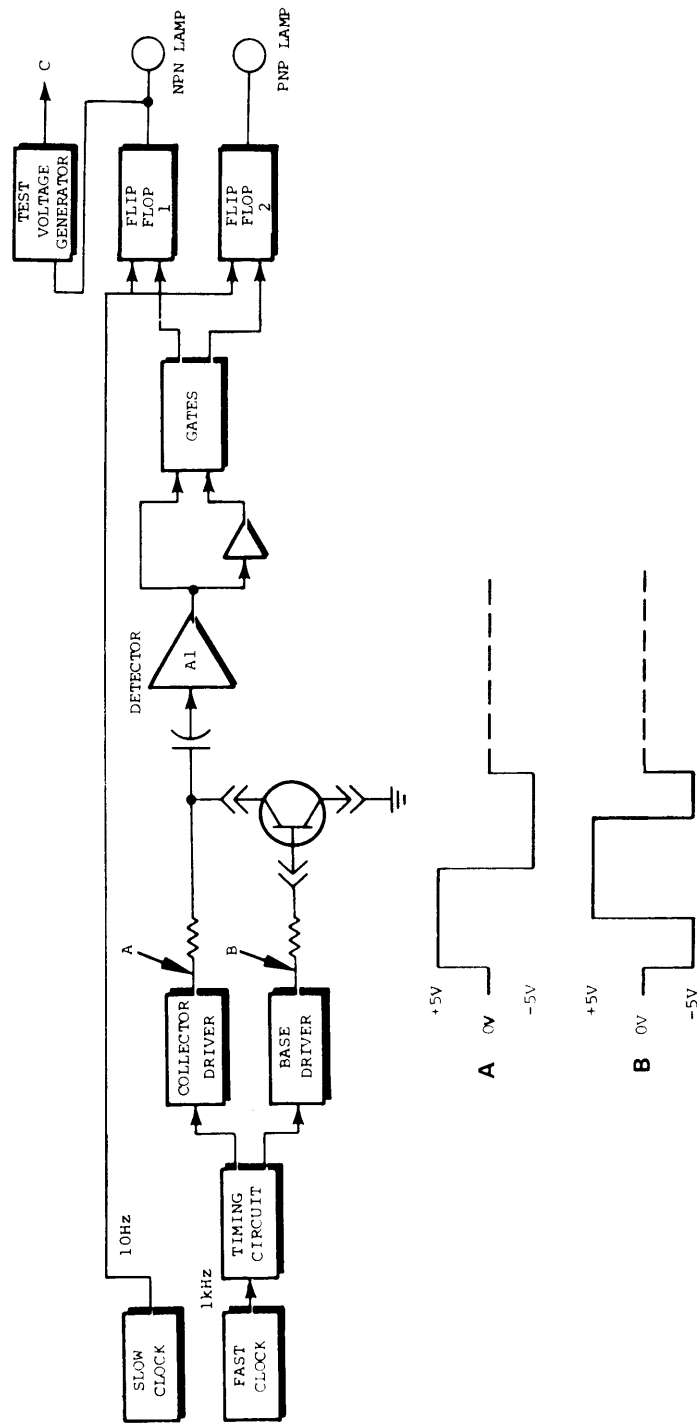 SLOW
CLOCK
10Hz
FAST
CLOCK
1kHz
TIMING
CIRCUIT
COLLECTOR
DRIVER
BASE
DRIVER
A
B
DETECTOR
A1
GATES
TEST
VOLTAGE
GENERATOR
C
FLIP
FLOP
1
NPN LAMP
FLIP
FLOP
2
PNP LAMP
A
+5V
0V
-5V
B
+5V
0V
-5V